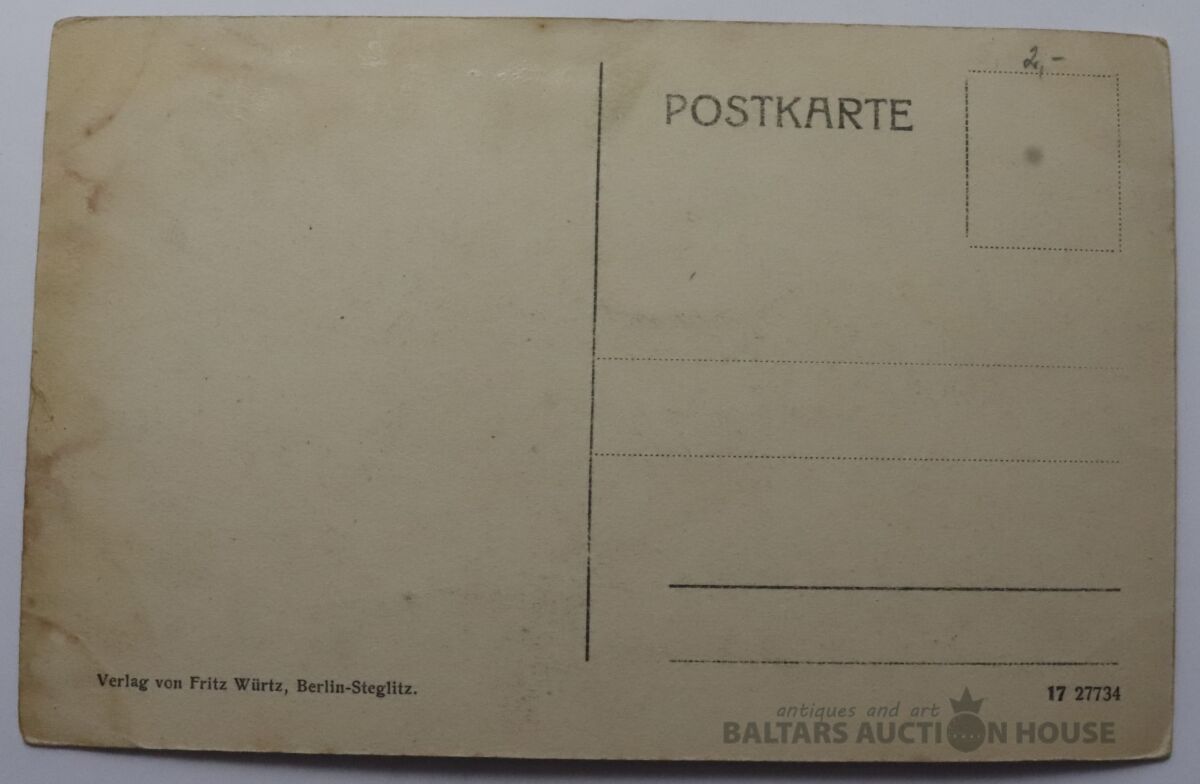 2,-
POSTKARTE
Verlag von Fritz Würtz, Berlin-Steglitz.
17 27734
antiques and art
BALTARS AUCTION HOUSE